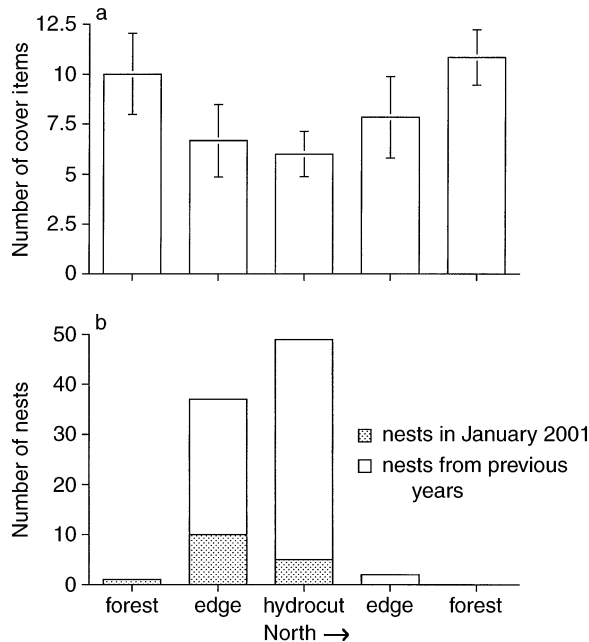 a
12.5
10
7.5
5
2.5
0
Number of cover items
b
50
40
30
20
10
0
Number of nests
nests in January 2001
nests from previous
years
forest edge hydrocut edge forest
North →